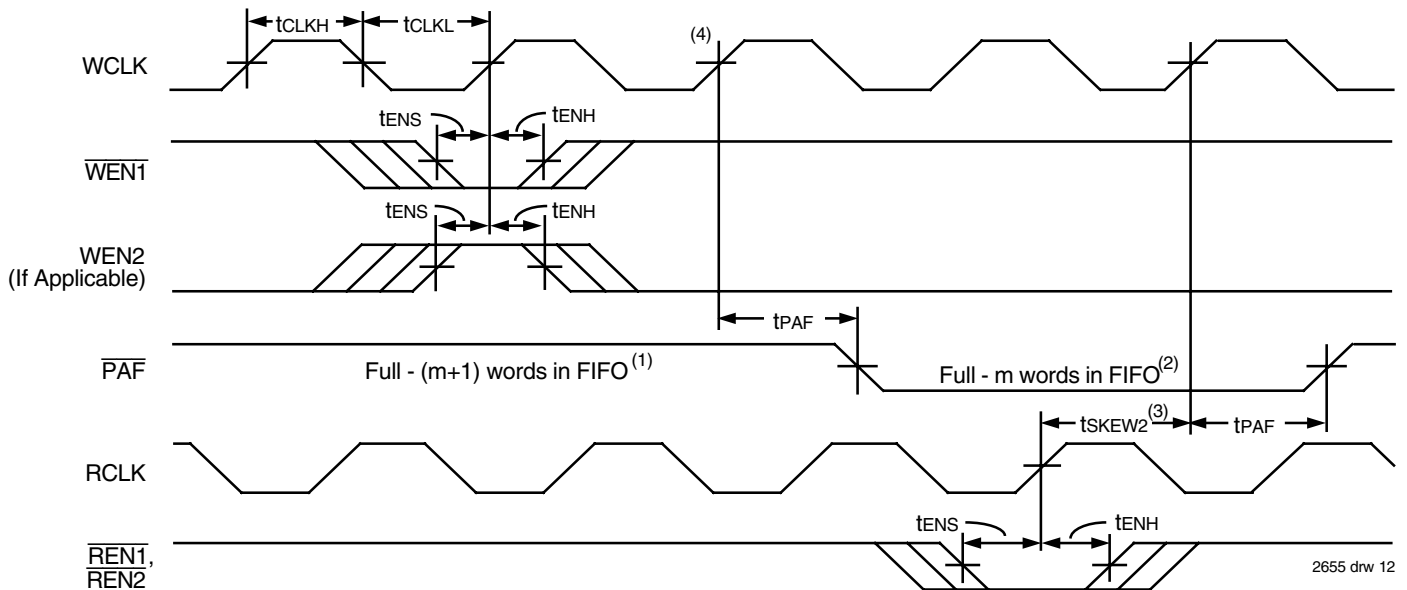 tCLKH tCLKL
(4)
WCLK
tENS tENH
WEN1
tENS tENH
WEN2
(If Applicable)
tPAF
PAF
Full - (m+1) words in FIFO(1)
Full - m words in FIFO(2)
tSKEW2(3) tPAF
RCLK
tENS tENH
REN1,
REN2
2655 drw 12